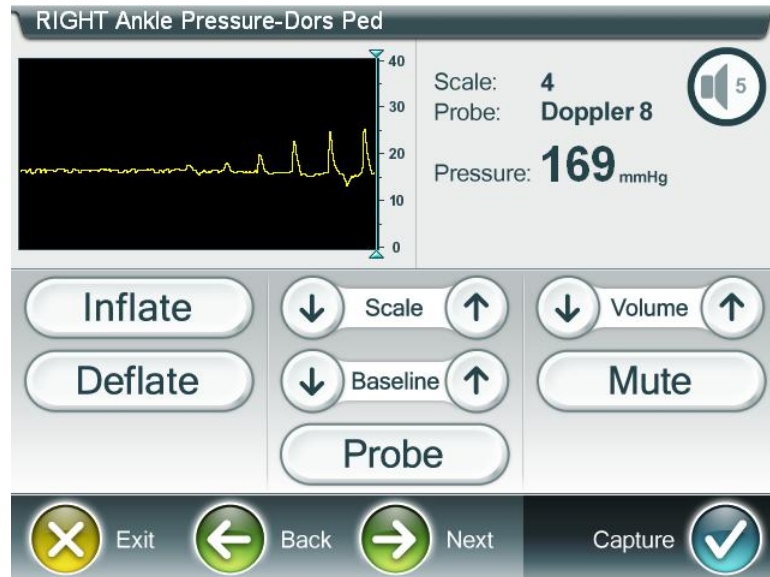 RIGHT Ankle Pressure-Dors Ped
40
30
20
10
0
Scale: 4
Probe: Doppler 8
Pressure: 169 mmHg
5
Inflate
Scale
Volume
Deflate
Baseline
Mute
Probe
Exit
Back
Next
Capture